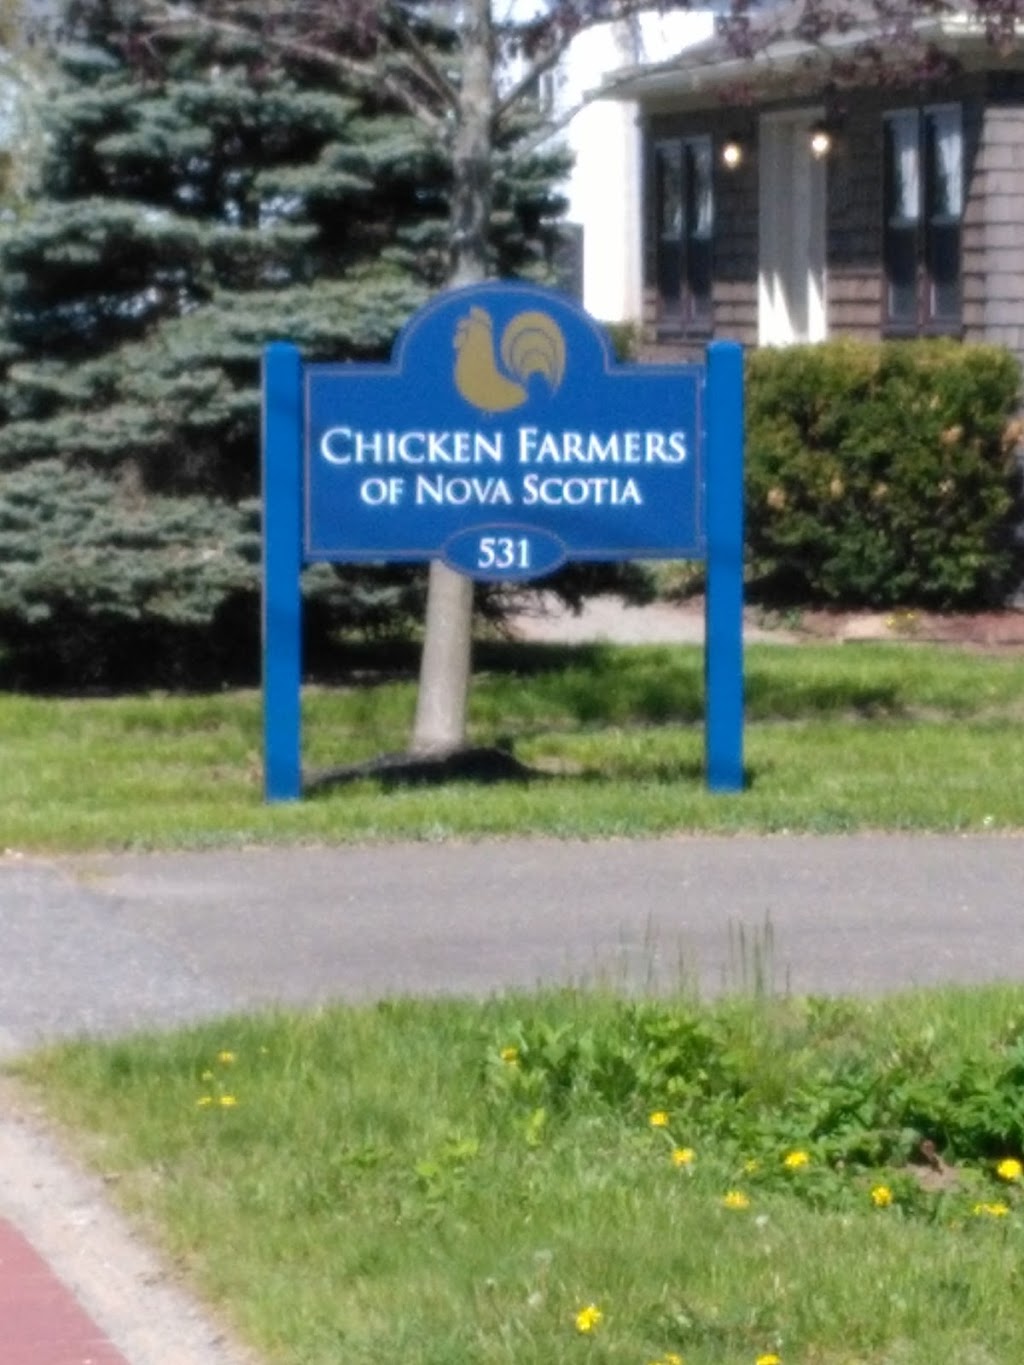 CHICKEN FARMERS
OF NOVA SCOTIA
531